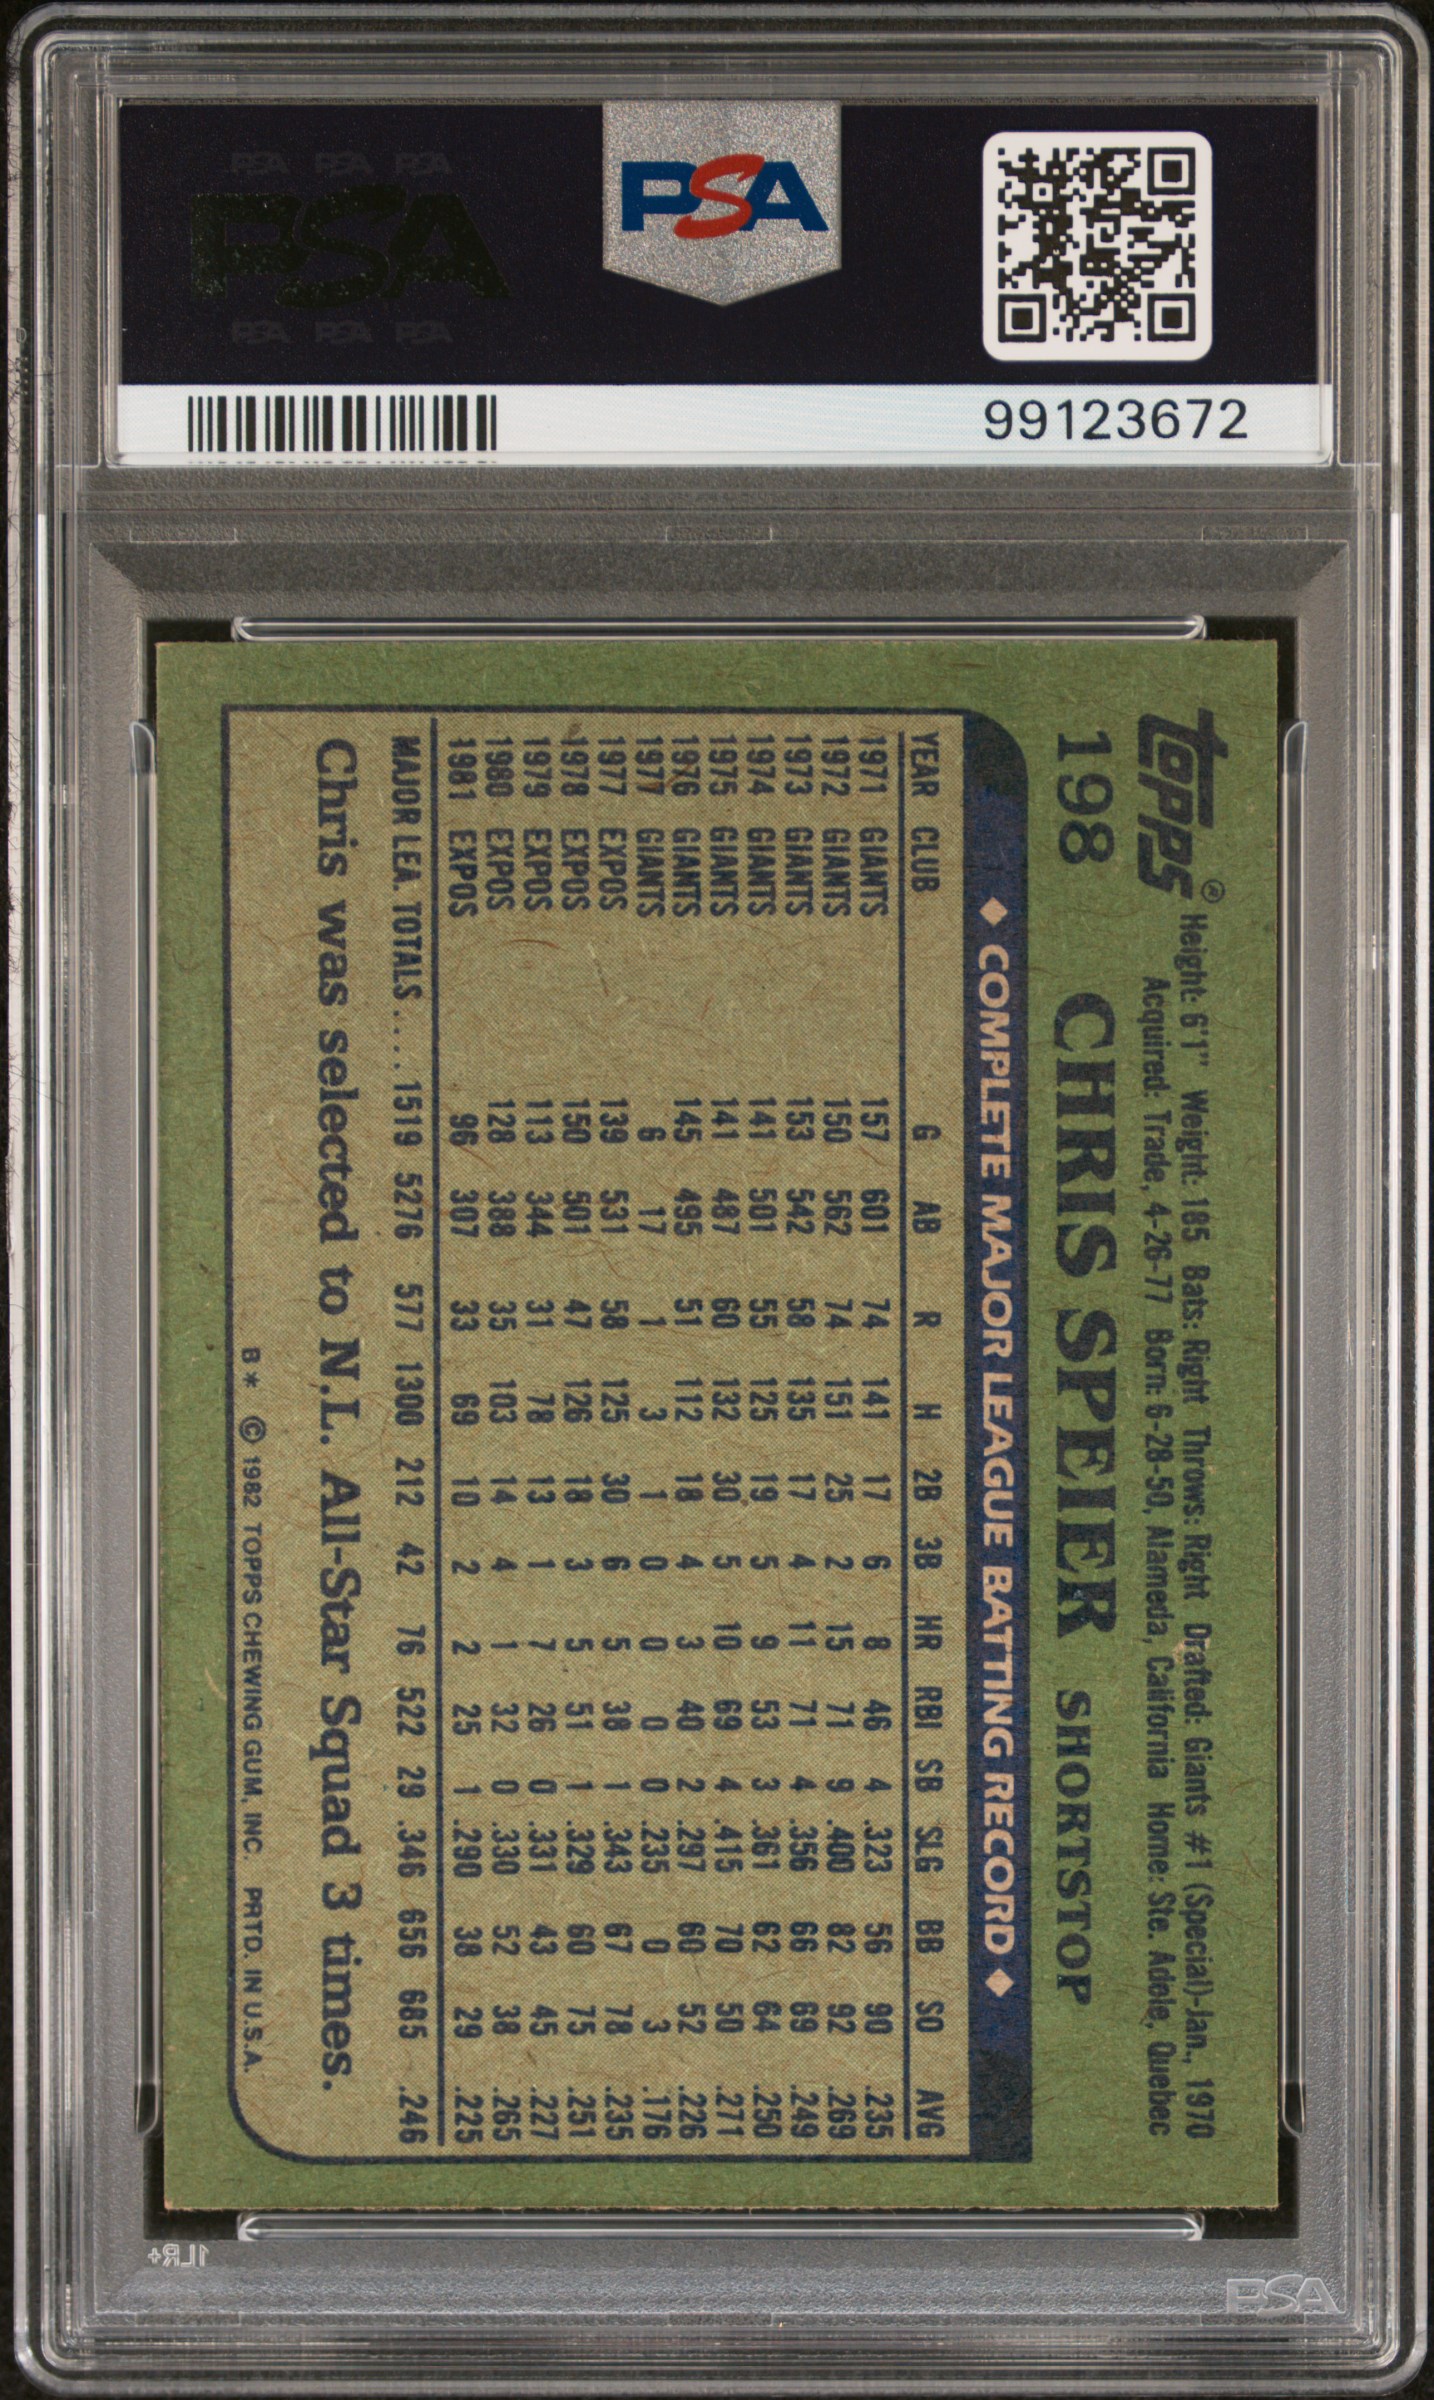 PSA PSA PSA
PSA
PSA PSA PSA
PSA
99123672
Topps®
Height: 6'1" Weight: 185 Bats: Right Throws: Right Drafted: Giants #1 (Special)-Jan., 1970
Acquired: Trade, 4-26-77 Born: 6-28-50, Alameda, California Home: Ste. Adole, Quebec
198 CHRIS SPEIER SHORTSTOP
◆ COMPLETE MAJOR LEAGUE BATTING RECORD ◆
YEAR CLUB G AB R H 2B 3B HR RBI SB SLG BB SO AVG
1971 GIANTS 157 601 74 141 17 6 8 46 4 .323 56 90 .235
1972 GIANTS 150 562 74 151 25 2 15 71 9 .400 82 92 .269
1973 GIANTS 153 542 58 135 17 4 11 71 4 .356 66 69 .249
1974 GIANTS 141 501 55 125 19 5 9 53 3 .361 62 64 .250
1975 GIANTS 141 487 60 132 30 5 10 69 4 .415 70 50 .271
1976 GIANTS 145 495 51 112 18 4 3 40 2 .297 60 52 .226
1977 GIANTS 6 17 1 3 1 0 0 0 0 .235 0 3 .176
1977 EXPOS 139 531 58 125 30 6 5 38 1 .343 67 78 .235
1978 EXPOS 150 501 47 126 18 3 5 51 1 .329 60 75 .251
1979 EXPOS 113 344 31 78 13 1 7 26 0 .331 43 45 .227
1980 EXPOS 128 388 35 103 14 4 1 32 0 .330 52 38 .265
1981 EXPOS 96 307 33 69 10 2 2 25 1 .290 38 29 .225
MAJOR LEA. TOTALS....1519 5276 577 1300 212 42 76 522 29 .346 656 685 .246
Chris was selected to N.L. All-Star Squad 3 times.
B* © 1982 TOPPS CHEWING GUM, INC. PRTD. IN U.S.A.
1LR+
PSA